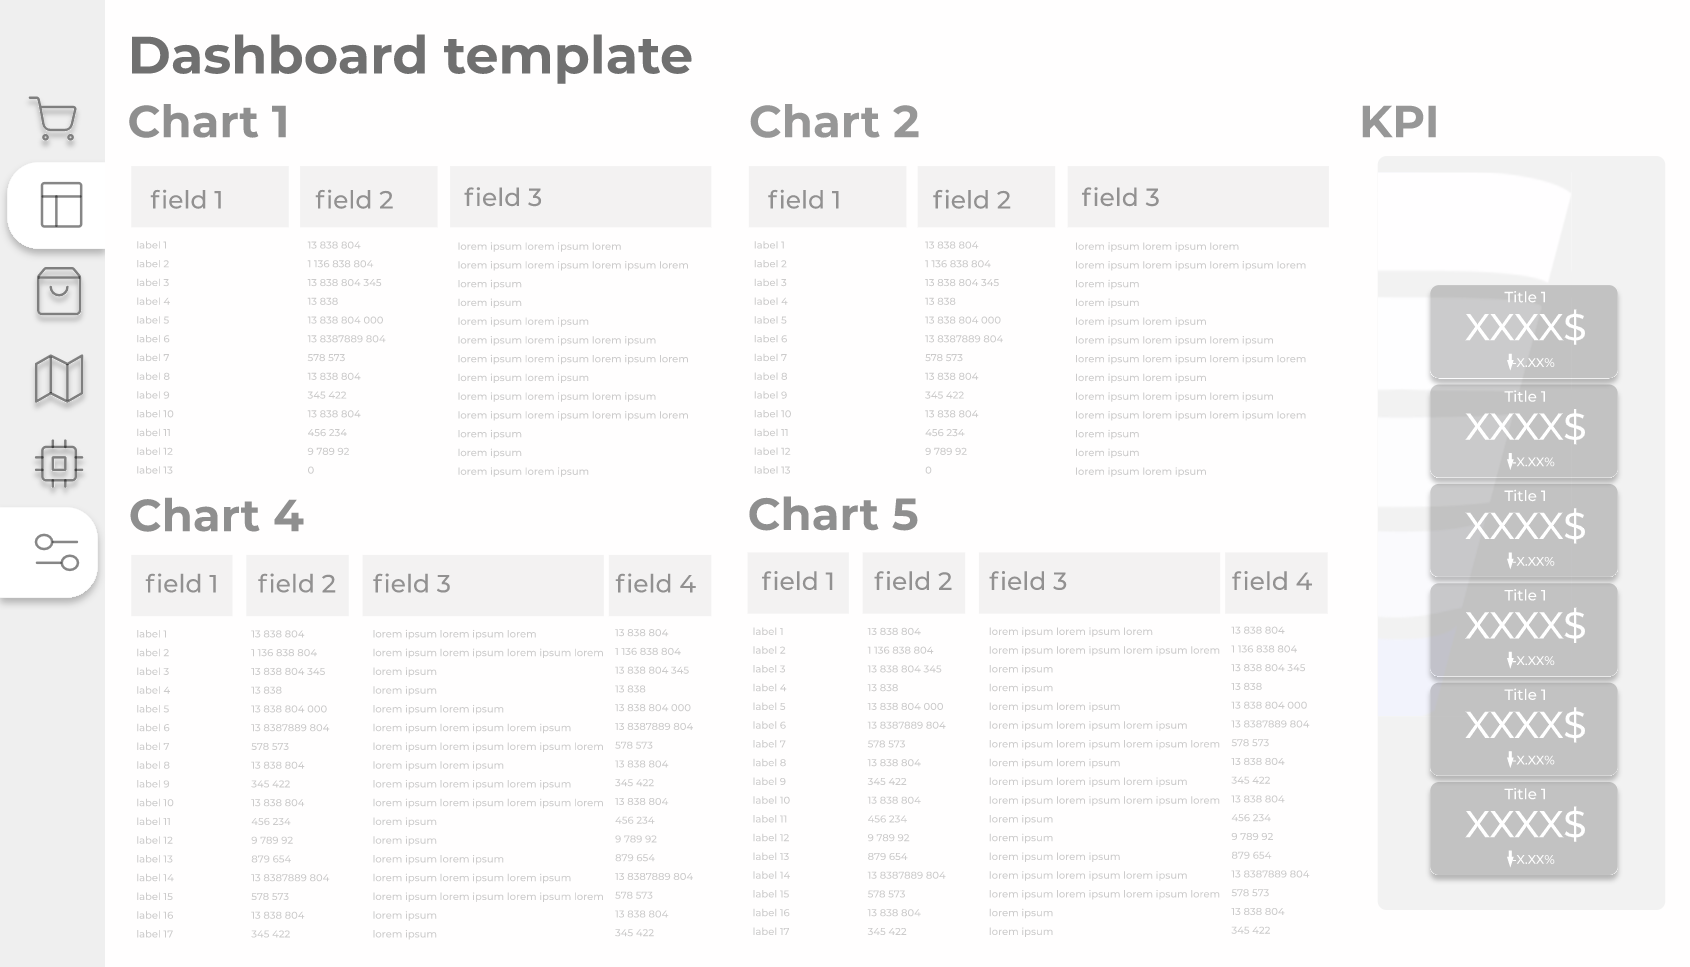 Dashboard template
Chart 1
field 1 field 2 field 3
label 1 13 838 804 lorem ipsum lorem ipsum lorem
label 2 1 136 838 804 lorem ipsum lorem ipsum lorem ipsum lorem
label 3 13 838 804 345 lorem ipsum
label 4 13 838 lorem ipsum
label 5 13 838 804 000 lorem ipsum lorem ipsum
label 6 13 8387889 804 lorem ipsum lorem ipsum lorem ipsum
label 7 578 573 lorem ipsum lorem ipsum lorem ipsum lorem
label 8 13 838 804 lorem ipsum lorem ipsum
label 9 345 422 lorem ipsum lorem ipsum lorem ipsum
label 10 13 838 804 lorem ipsum lorem ipsum lorem ipsum lorem
label 11 456 234 lorem ipsum
label 12 9 789 92 lorem ipsum
label 13 0 lorem ipsum lorem ipsum
Chart 2
field 1 field 2 field 3
label 1 13 838 804 lorem ipsum lorem ipsum lorem
label 2 1 136 838 804 lorem ipsum lorem ipsum lorem ipsum lorem
label 3 13 838 804 345 lorem ipsum
label 4 13 838 lorem ipsum
label 5 13 838 804 000 lorem ipsum lorem ipsum
label 6 13 8387889 804 lorem ipsum lorem ipsum lorem ipsum
label 7 578 573 lorem ipsum lorem ipsum lorem ipsum lorem
label 8 13 838 804 lorem ipsum lorem ipsum
label 9 345 422 lorem ipsum lorem ipsum lorem ipsum
label 10 13 838 804 lorem ipsum lorem ipsum lorem ipsum lorem
label 11 456 234 lorem ipsum
label 12 9 789 92 lorem ipsum
label 13 0 lorem ipsum lorem ipsum
Chart 4
field 1 field 2 field 3 field 4
label 1 13 838 804 lorem ipsum lorem ipsum lorem 13 838 804
label 2 1 136 838 804 lorem ipsum lorem ipsum lorem ipsum lorem 1 136 838 804
label 3 13 838 804 345 lorem ipsum 13 838 804 345
label 4 13 838 lorem ipsum 13 838
label 5 13 838 804 000 lorem ipsum lorem ipsum 13 838 804 000
label 6 13 8387889 804 lorem ipsum lorem ipsum lorem ipsum 13 8387889 804
label 7 578 573 lorem ipsum lorem ipsum lorem ipsum lorem 578 573
label 8 13 838 804 lorem ipsum lorem ipsum 13 838 804
label 9 345 422 lorem ipsum lorem ipsum lorem ipsum 345 422
label 10 13 838 804 lorem ipsum lorem ipsum lorem ipsum lorem 13 838 804
label 11 456 234 lorem ipsum 456 234
label 12 9 789 92 lorem ipsum 9 789 92
label 13 879 654 lorem ipsum lorem ipsum 879 654
label 14 13 8387889 804 lorem ipsum lorem ipsum lorem ipsum 13 8387889 804
label 15 578 573 lorem ipsum lorem ipsum lorem ipsum lorem 578 573
label 16 13 838 804 lorem ipsum 13 838 804
label 17 345 422 lorem ipsum 345 422
Chart 5
field 1 field 2 field 3 field 4
label 1 13 838 804 lorem ipsum lorem ipsum lorem 13 838 804
label 2 1 136 838 804 lorem ipsum lorem ipsum lorem ipsum lorem 1 136 838 804
label 3 13 838 804 345 lorem ipsum 13 838 804 345
label 4 13 838 lorem ipsum 13 838
label 5 13 838 804 000 lorem ipsum lorem ipsum 13 838 804 000
label 6 13 8387889 804 lorem ipsum lorem ipsum lorem ipsum 13 8387889 804
label 7 578 573 lorem ipsum lorem ipsum lorem ipsum lorem 578 573
label 8 13 838 804 lorem ipsum lorem ipsum 13 838 804
label 9 345 422 lorem ipsum lorem ipsum lorem ipsum 345 422
label 10 13 838 804 lorem ipsum lorem ipsum lorem ipsum lorem 13 838 804
label 11 456 234 lorem ipsum 456 234
label 12 9 789 92 lorem ipsum 9 789 92
label 13 879 654 lorem ipsum lorem ipsum 879 654
label 14 13 8387889 804 lorem ipsum lorem ipsum lorem ipsum 13 8387889 804
label 15 578 573 lorem ipsum lorem ipsum lorem ipsum lorem 578 573
label 16 13 838 804 lorem ipsum 13 838 804
label 17 345 422 lorem ipsum 345 422
KPI
Title 1
XXXX$
-X.XX%
Title 1
XXXX$
-X.XX%
Title 1
XXXX$
-X.XX%
Title 1
XXXX$
-X.XX%
Title 1
XXXX$
-X.XX%
Title 1
XXXX$
-X.XX%